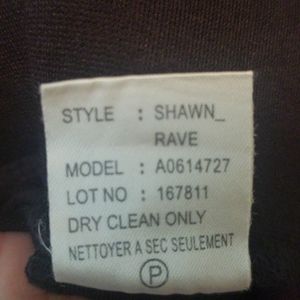 STYLE : SHAWN_
RAVE
MODEL : A0614727
LOT NO : 167811
DRY CLEAN ONLY
NETTOYER A SEC SEULEMENT
P